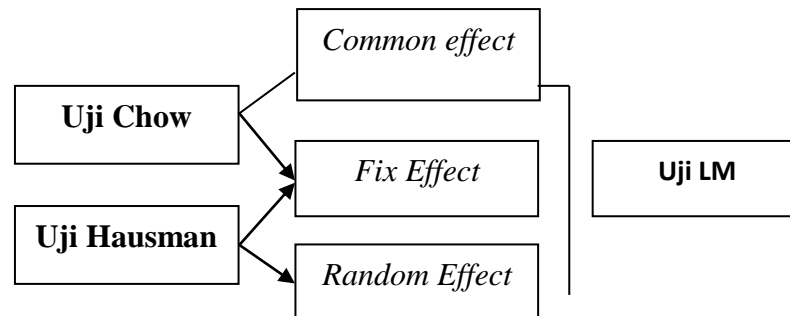 Common effect
Uji Chow
Fix Effect
Uji LM
Uji Hausman
Random Effect